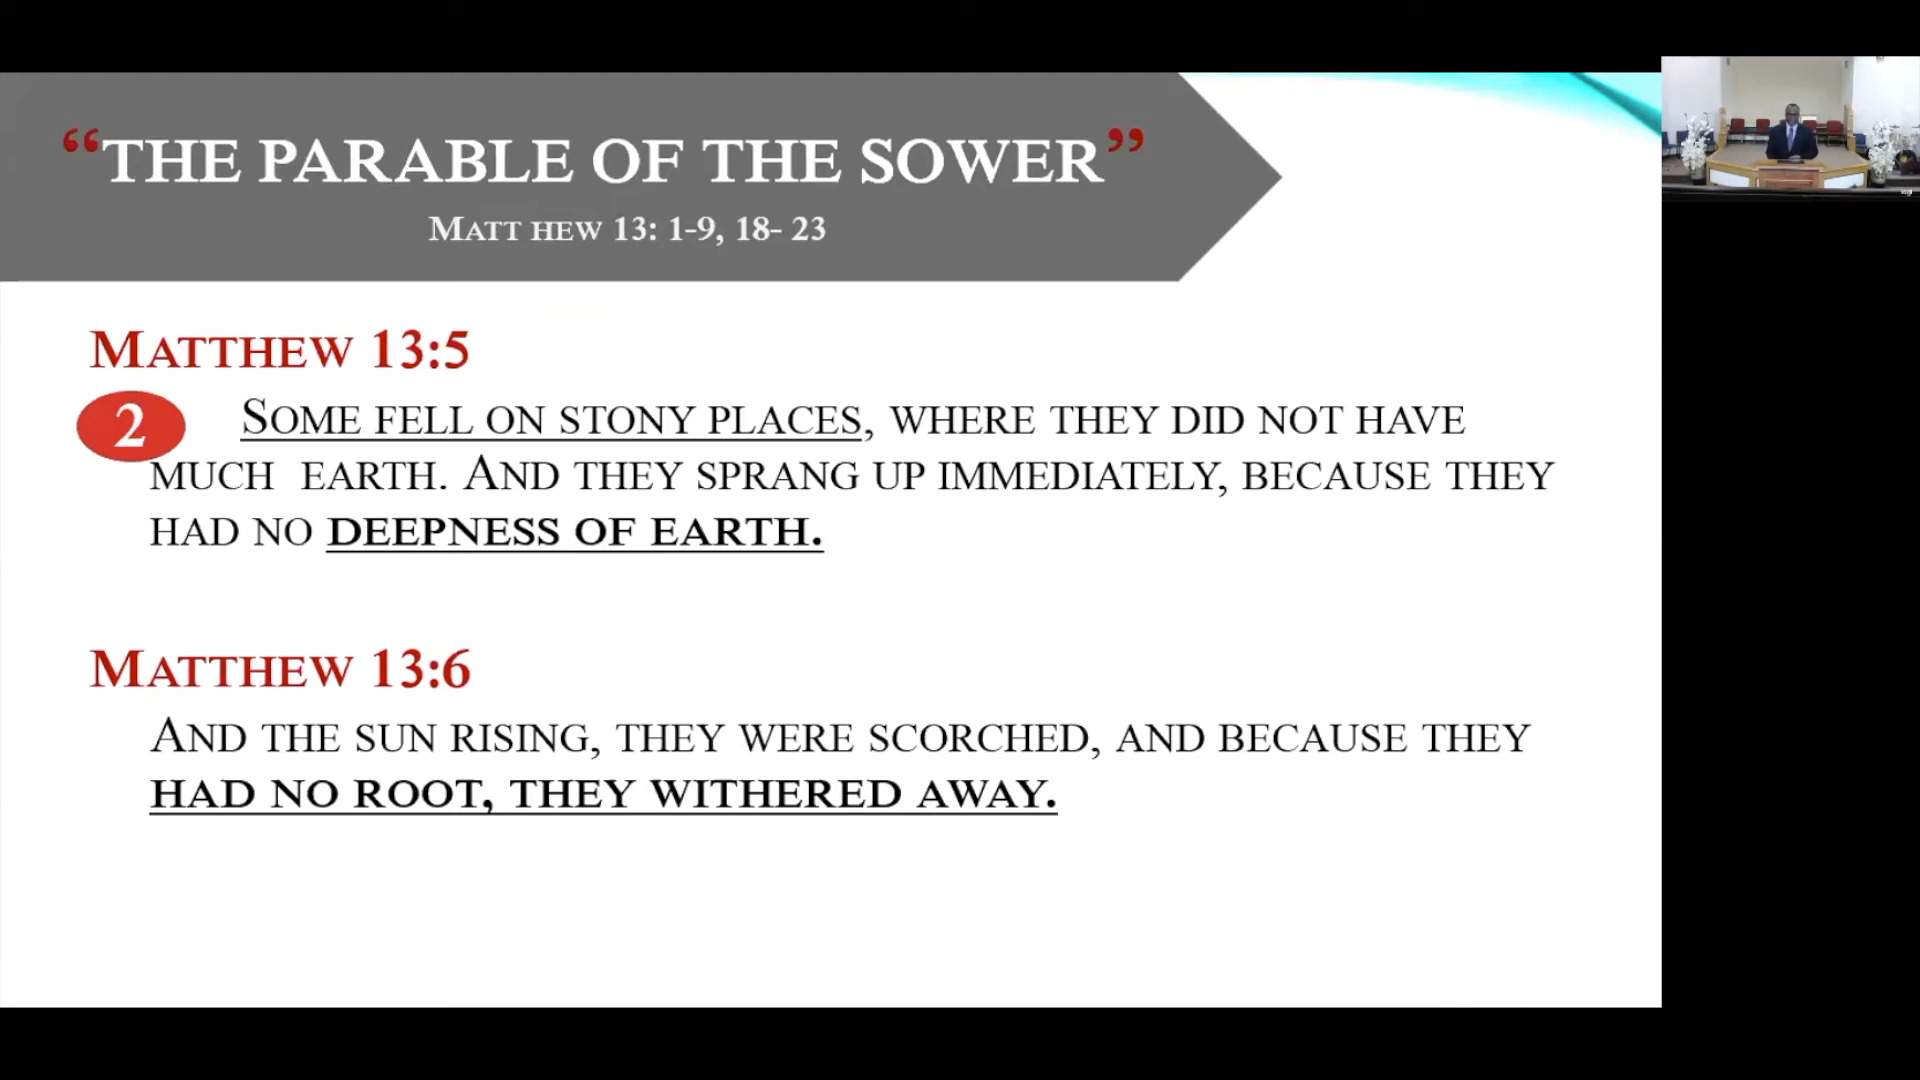 “THE PARABLE OF THE SOWER”
MATT HEW 13: 1-9, 18- 23
MATTHEW 13:5
2 SOME FELL ON STONY PLACES, WHERE THEY DID NOT HAVE
MUCH EARTH. AND THEY SPRANG UP IMMEDIATELY, BECAUSE THEY
HAD NO DEEPNESS OF EARTH.
MATTHEW 13:6
AND THE SUN RISING, THEY WERE SCORCHED, AND BECAUSE THEY
HAD NO ROOT, THEY WITHERED AWAY.